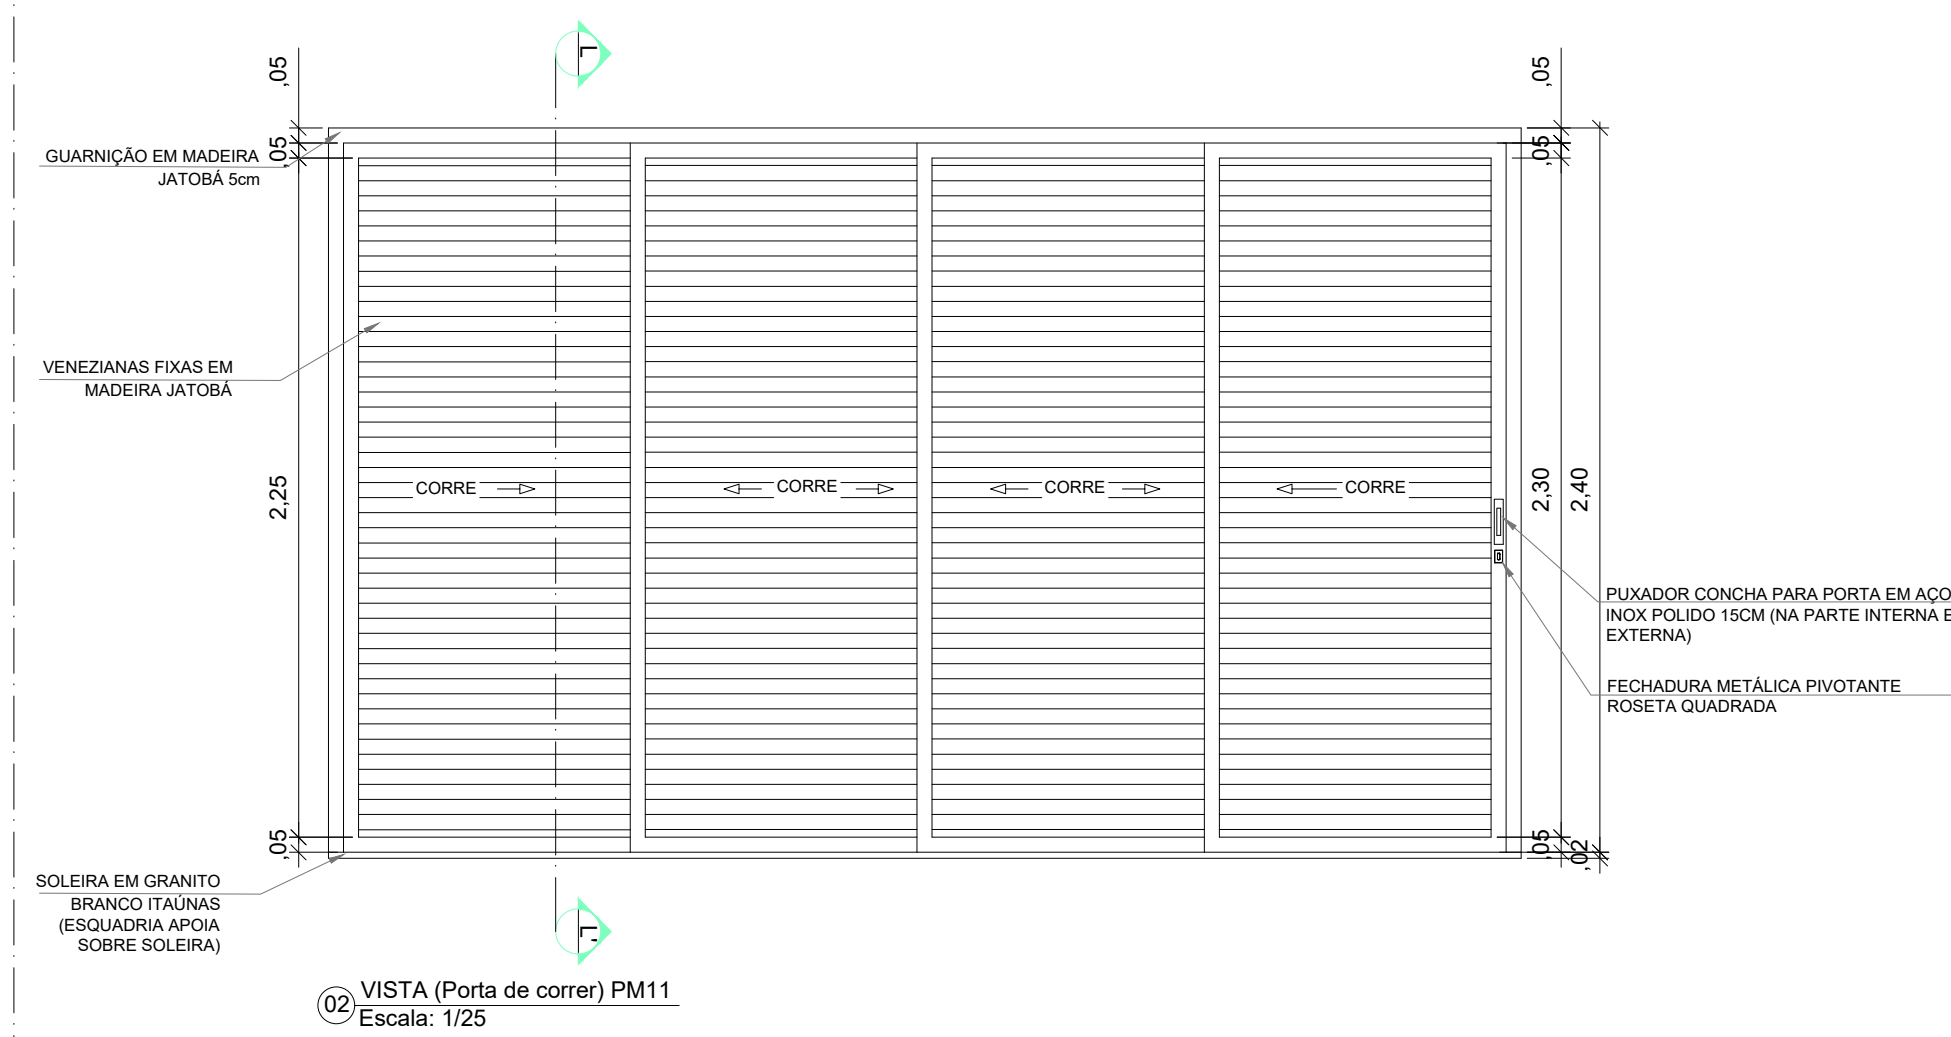 L
,05
,05
GUARNIÇÃO EM MADEIRA
JATOBÁ 5cm
,05
,05
VENEZIANAS FIXAS EM
MADEIRA JATOBÁ
2,25
CORRE
CORRE
CORRE
CORRE
2,30
2,40
PUXADOR CONCHA PARA PORTA EM AÇO
INOX POLIDO 15CM (NA PARTE INTERNA E
EXTERNA)
FECHADURA METÁLICA PIVOTANTE
ROSETA QUADRADA
,05
,05
,02
SOLEIRA EM GRANITO
BRANCO ITAÚNAS
(ESQUADRIA APOIA
SOBRE SOLEIRA)
L'
02
VISTA (Porta de correr) PM11
Escala: 1/25